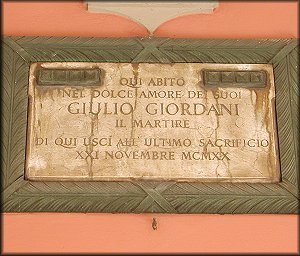 QUI ABITO
NEL DOLCE AMORE DEI SUOI
GIULIO GIORDANI
IL MARTIRE
DI QUI USCÌ ALL'ULTIMO SACRIFICIO
XXI NOVEMBRE MCMXX